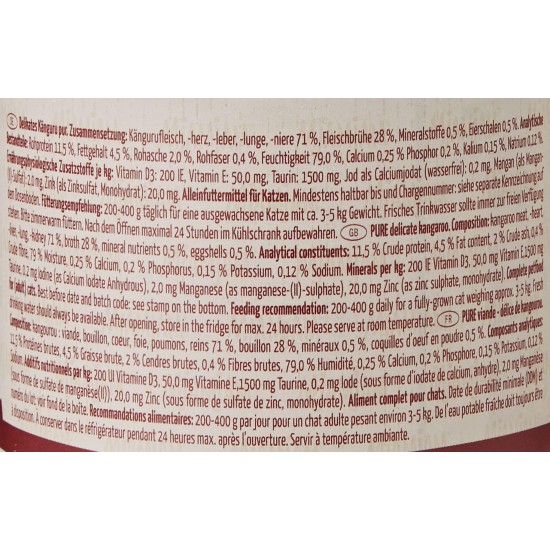 DE Delikates Känguru pur. Zusammensetzung: Kängurufleisch, -herz, -leber, -lunge, -niere 71 %, Fleischbrühe 28 %, Mineralstoffe 0,5 %, Eierschalen 0,5 %. Analytische
Bestandteile: Rohprotein 11,5 %, Fettgehalt 4,5 %, Rohasche 2,0 %, Rohfaser 0,4 %, Feuchtigkeit 79,0 %, Calcium 0,25 % Phosphor 0,2 %, Kalium 0,15 %, Natrium 0,12 %.
Ernährungsphysiologische Zusatzstoffe je kg: Vitamin D3: 200 IE, Vitamin E: 50,0 mg, Taurin: 1500 mg. Jod als Calciumjodat (wasserfrei): 0,2 mg. Mangan (als Mangan-
(II)-Sulfat): 2,0 mg, Zink (als Zinksulfat, Monohydrat): 20,0 mg. Alleinfuttermittel für Katzen. Mindestens haltbar bis und Chargennummer: siehe separate Kennzeichnung auf
Dosenboden. Fütterungsempfehlung: 200-400 g täglich für eine ausgewachsene Katze mit ca. 3-5 kg Gewicht. Frisches Trinkwasser sollte immer zur freien Verfügung
Bitte zimmerwarm füttern. Nach dem Öffnen maximal 24 Stunden im Kühlschrank aufbewahren. GB PURE delicate kangaroo. Composition: kangaroo meat, -heart,
-lung, -kidney 71 %, broth 28 %, mineral nutrients 0,5 %, eggshells 0,5 %. Analytical constituents: 11,5 % Crude protein, 4,5 % Fat content, 2 % Crude ash, 0,4 %
Crude fibre, 79 % Moisture, 0,25 % Calcium, 0,2 % Phosphorus, 0,15 % Potassium, 0,12 % Sodium. Minerals per kg: 200 IE Vitamin D3, 50,0 mg Vitamin E, 1500 mg
0,2 mg Iodine (as Calcium Iodate Anhydrous), 2,0 mg Manganese (as manganese-(II)-sulphate), 20,0 mg Zinc (as zinc sulphate, monohydrate). Complete petfood
for (adult) cats. Best before date and batch code: see stamp on the bottom. Feeding recommendation: 200-400 g daily for a fully-grown cat weighing approx. 3-5 kg. Fresh
drinking water should always be available. After opening, store in the fridge for max. 24 hours. Please serve at room temperature. FR PURE viande - délice de kangourou.
Composition: kangourou : viande, bouillon, coeur, foie, poumons, reins 71 %, bouillon 28 %, minéraux 0,5 %, coquilles d'oeuf en poudre 0,5 %. Composants analytiques:
11,5 % Protéines brutes, 4,5 % Graisse brute, 2 % Cendres brutes, 0,4 % Fibres brutes, 79,0 % Humidité, 0,25 % Calcium, 0,2 % Phosphore, 0,15 % Potassium, 0,12 %
Sodium. Additifs nutritionnels par kg: 200 UI Vitamine D3, 50,0 mg Vitamine E, 1500 mg Taurine, 0,2 mg Iode (sous forme d'iodate de calcium, anhydre), 2,0 mg Manganèse
(sous forme de sulfate de manganèse(II)), 20,0 mg Zinc (sous forme de sulfate de zinc, monohydrate). Aliment complet pour chats. Date de durabilité minimale (DDM) et
numéro du lot: voir fond de la boîte. Recommandations alimentaires: 200-400 g par jour pour un chat adulte pesant environ 3-5 kg. De l'eau potable fraîche doit toujours être
à disposition. A conserver dans le réfrigérateur pendant 24 heures max. après l'ouverture. Servir à température ambiante.